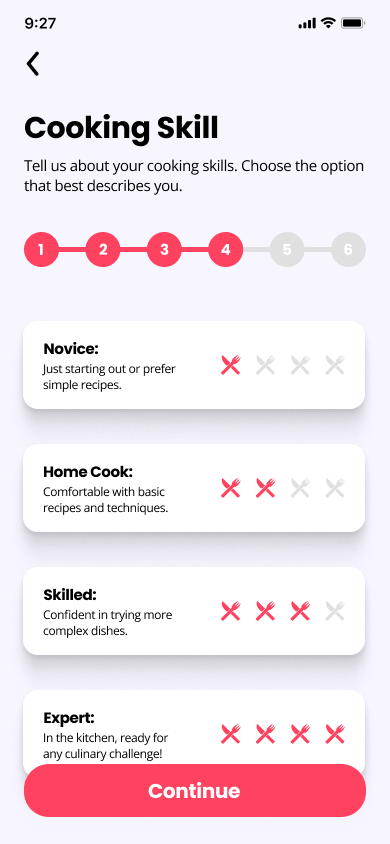 9:27
Cooking Skill
Tell us about your cooking skills. Choose the option
that best describes you.
1 2 3 4 5 6
Novice:
Just starting out or prefer
simple recipes.
Home Cook:
Comfortable with basic
recipes and techniques.
Skilled:
Confident in trying more
complex dishes.
Expert:
In the kitchen, ready for
any culinary challenge!
Continue